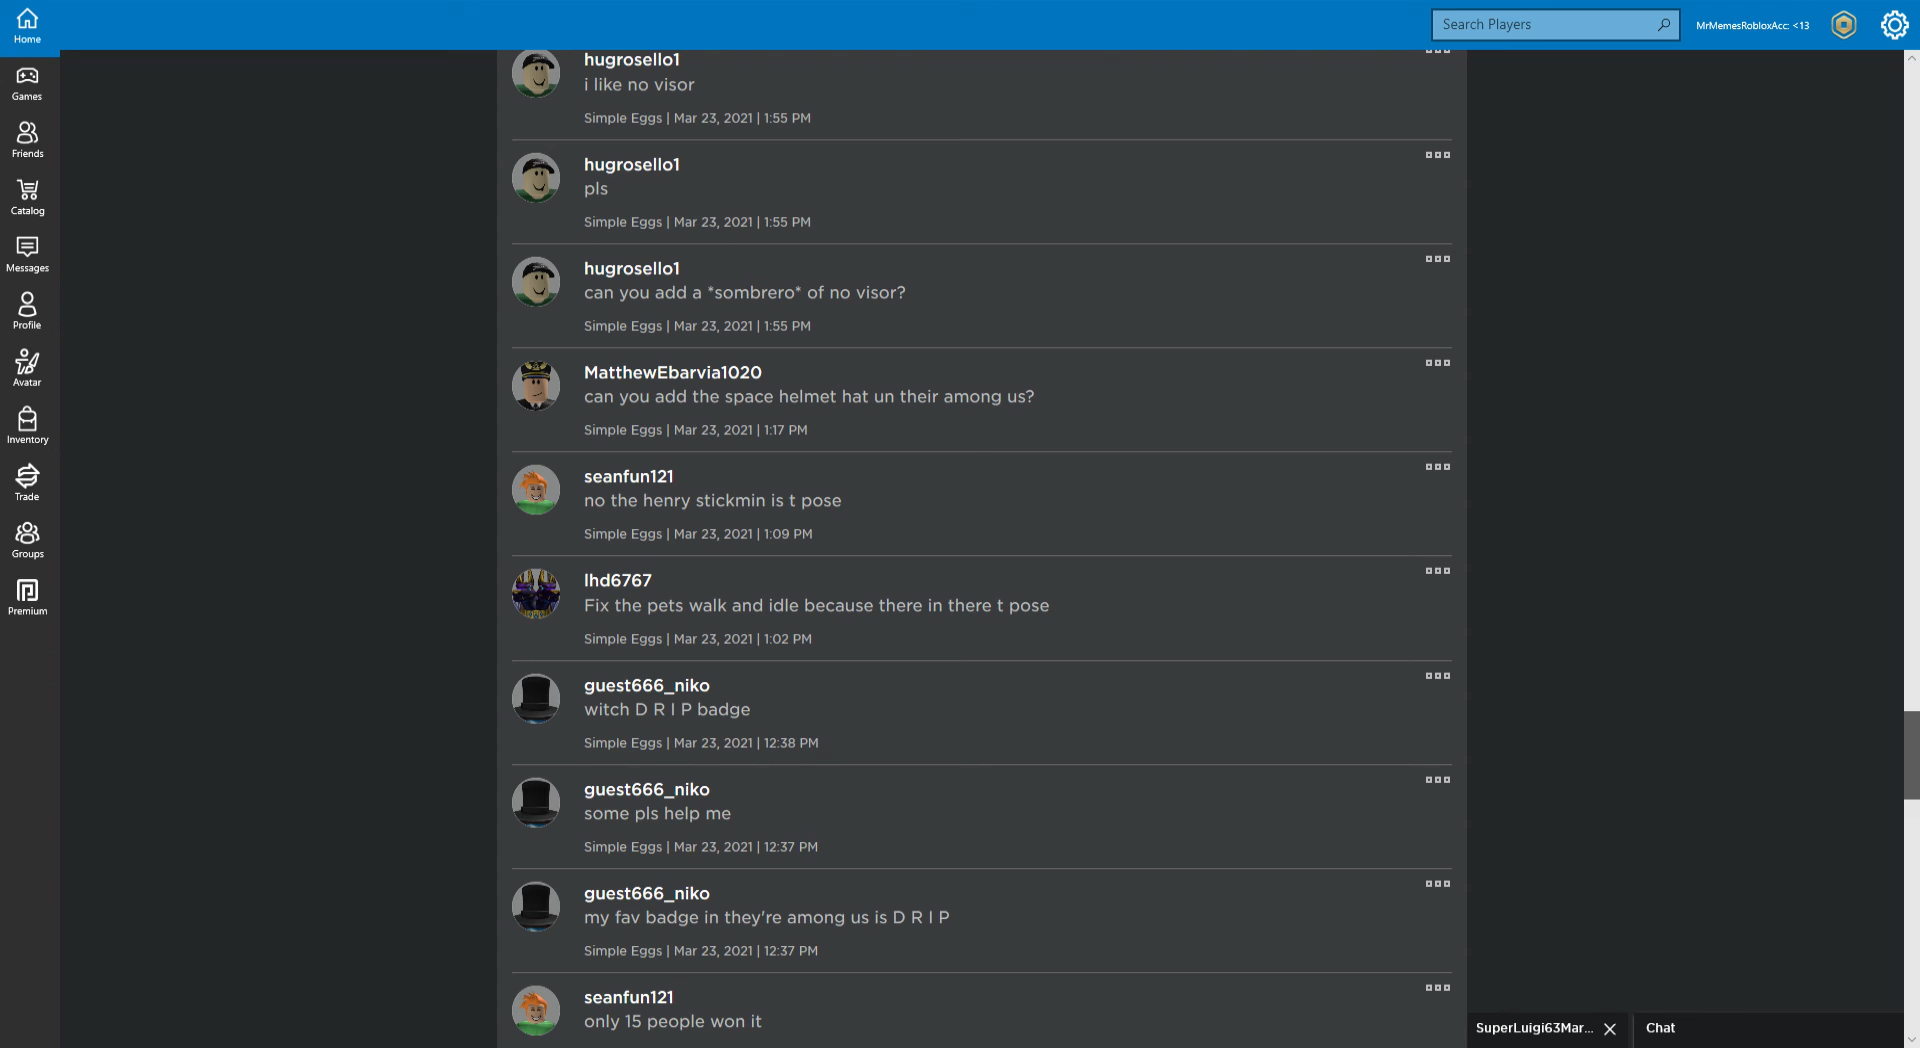 Home
Search Players
MrMemesRobloxAcc: <13
Games
Friends
Catalog
Messages
Profile
Avatar
Inventory
Trade
Groups
Premium
hugrosello1
i like no visor
Simple Eggs | Mar 23, 2021 | 1:55 PM
hugrosello1
pls
Simple Eggs | Mar 23, 2021 | 1:55 PM
hugrosello1
can you add a *sombrero* of no visor?
Simple Eggs | Mar 23, 2021 | 1:55 PM
MatthewEbarvia1020
can you add the space helmet hat un their among us?
Simple Eggs | Mar 23, 2021 | 1:17 PM
seanfun121
no the henry stickmin is t pose
Simple Eggs | Mar 23, 2021 | 1:09 PM
lhd6767
Fix the pets walk and idle because there in there t pose
Simple Eggs | Mar 23, 2021 | 1:02 PM
guest666_niko
witch D R I P badge
Simple Eggs | Mar 23, 2021 | 12:38 PM
guest666_niko
some pls help me
Simple Eggs | Mar 23, 2021 | 12:37 PM
guest666_niko
my fav badge in they're among us is D R I P
Simple Eggs | Mar 23, 2021 | 12:37 PM
seanfun121
only 15 people won it
SuperLuigi63Mar...
Chat